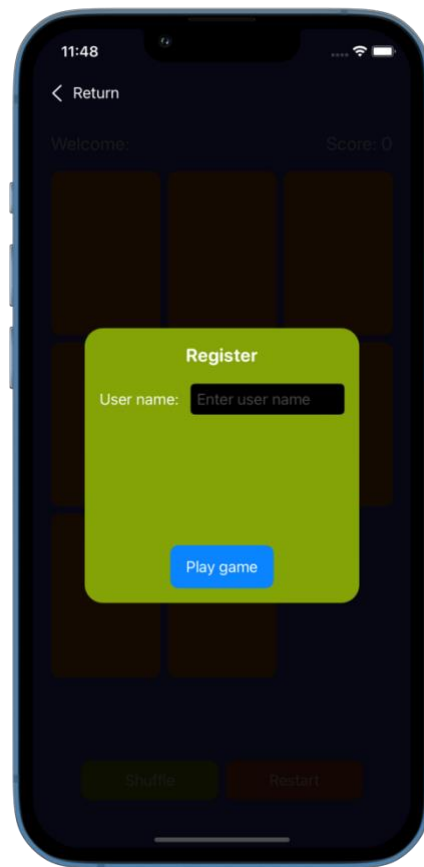 11:48
Return
Welcome: Score: 0
Register
User name: Enter user name
Play game
Shuffle Restart